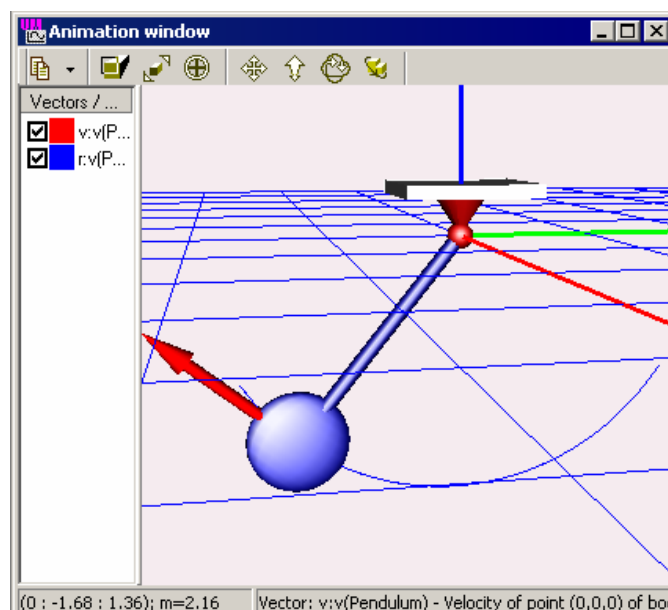 Animation window
Vectors / ...
v:v(P...
r:v(P...
(0 : -1.68 : 1.36); m=2.16
Vector: v:v(Pendulum) - Velocity of point (0,0,0) of bo